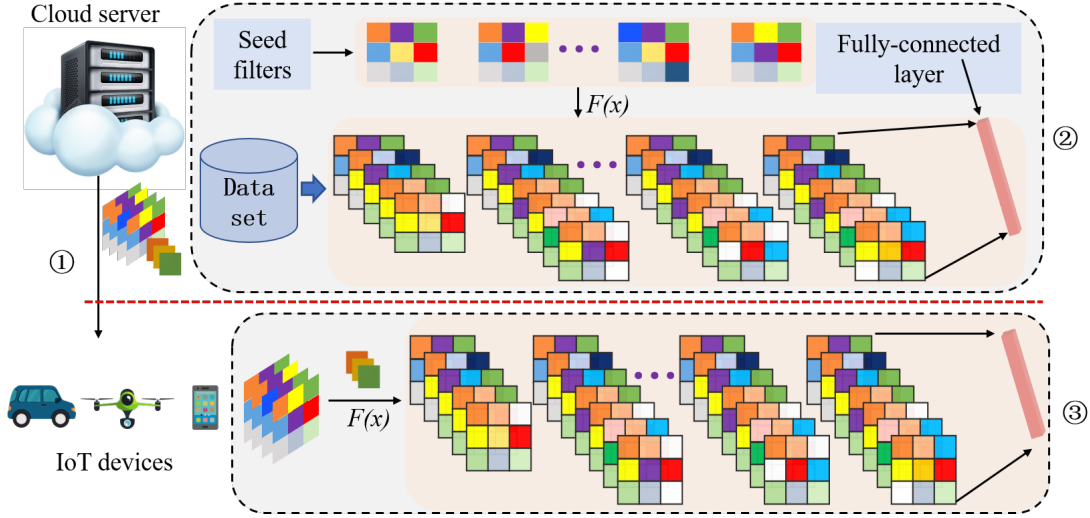 Cloud server
Seed
filters
Fully-connected
layer
F(x)
②
Data
set
①
F(x)
③
IoT devices